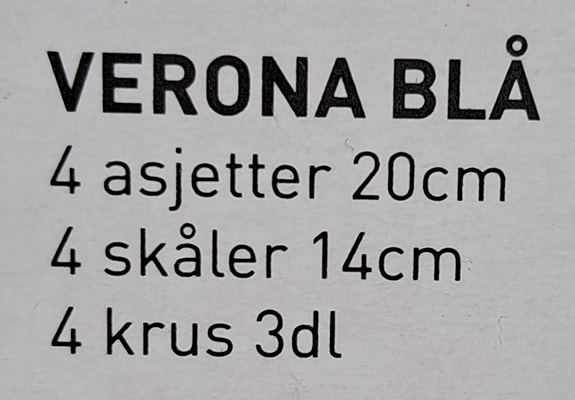 VERONA BLÅ
4 asjetter 20cm
4 skåler 14cm
4 krus 3dl